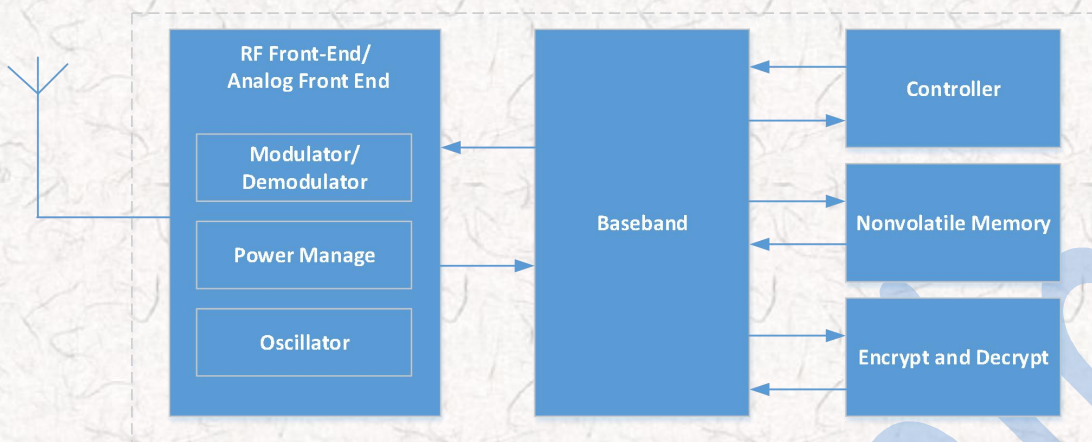 RF Front-End/
Analog Front End
Modulator/
Demodulator
Power Manage
Oscillator
Baseband
Controller
Nonvolatile Memory
Encrypt and Decrypt